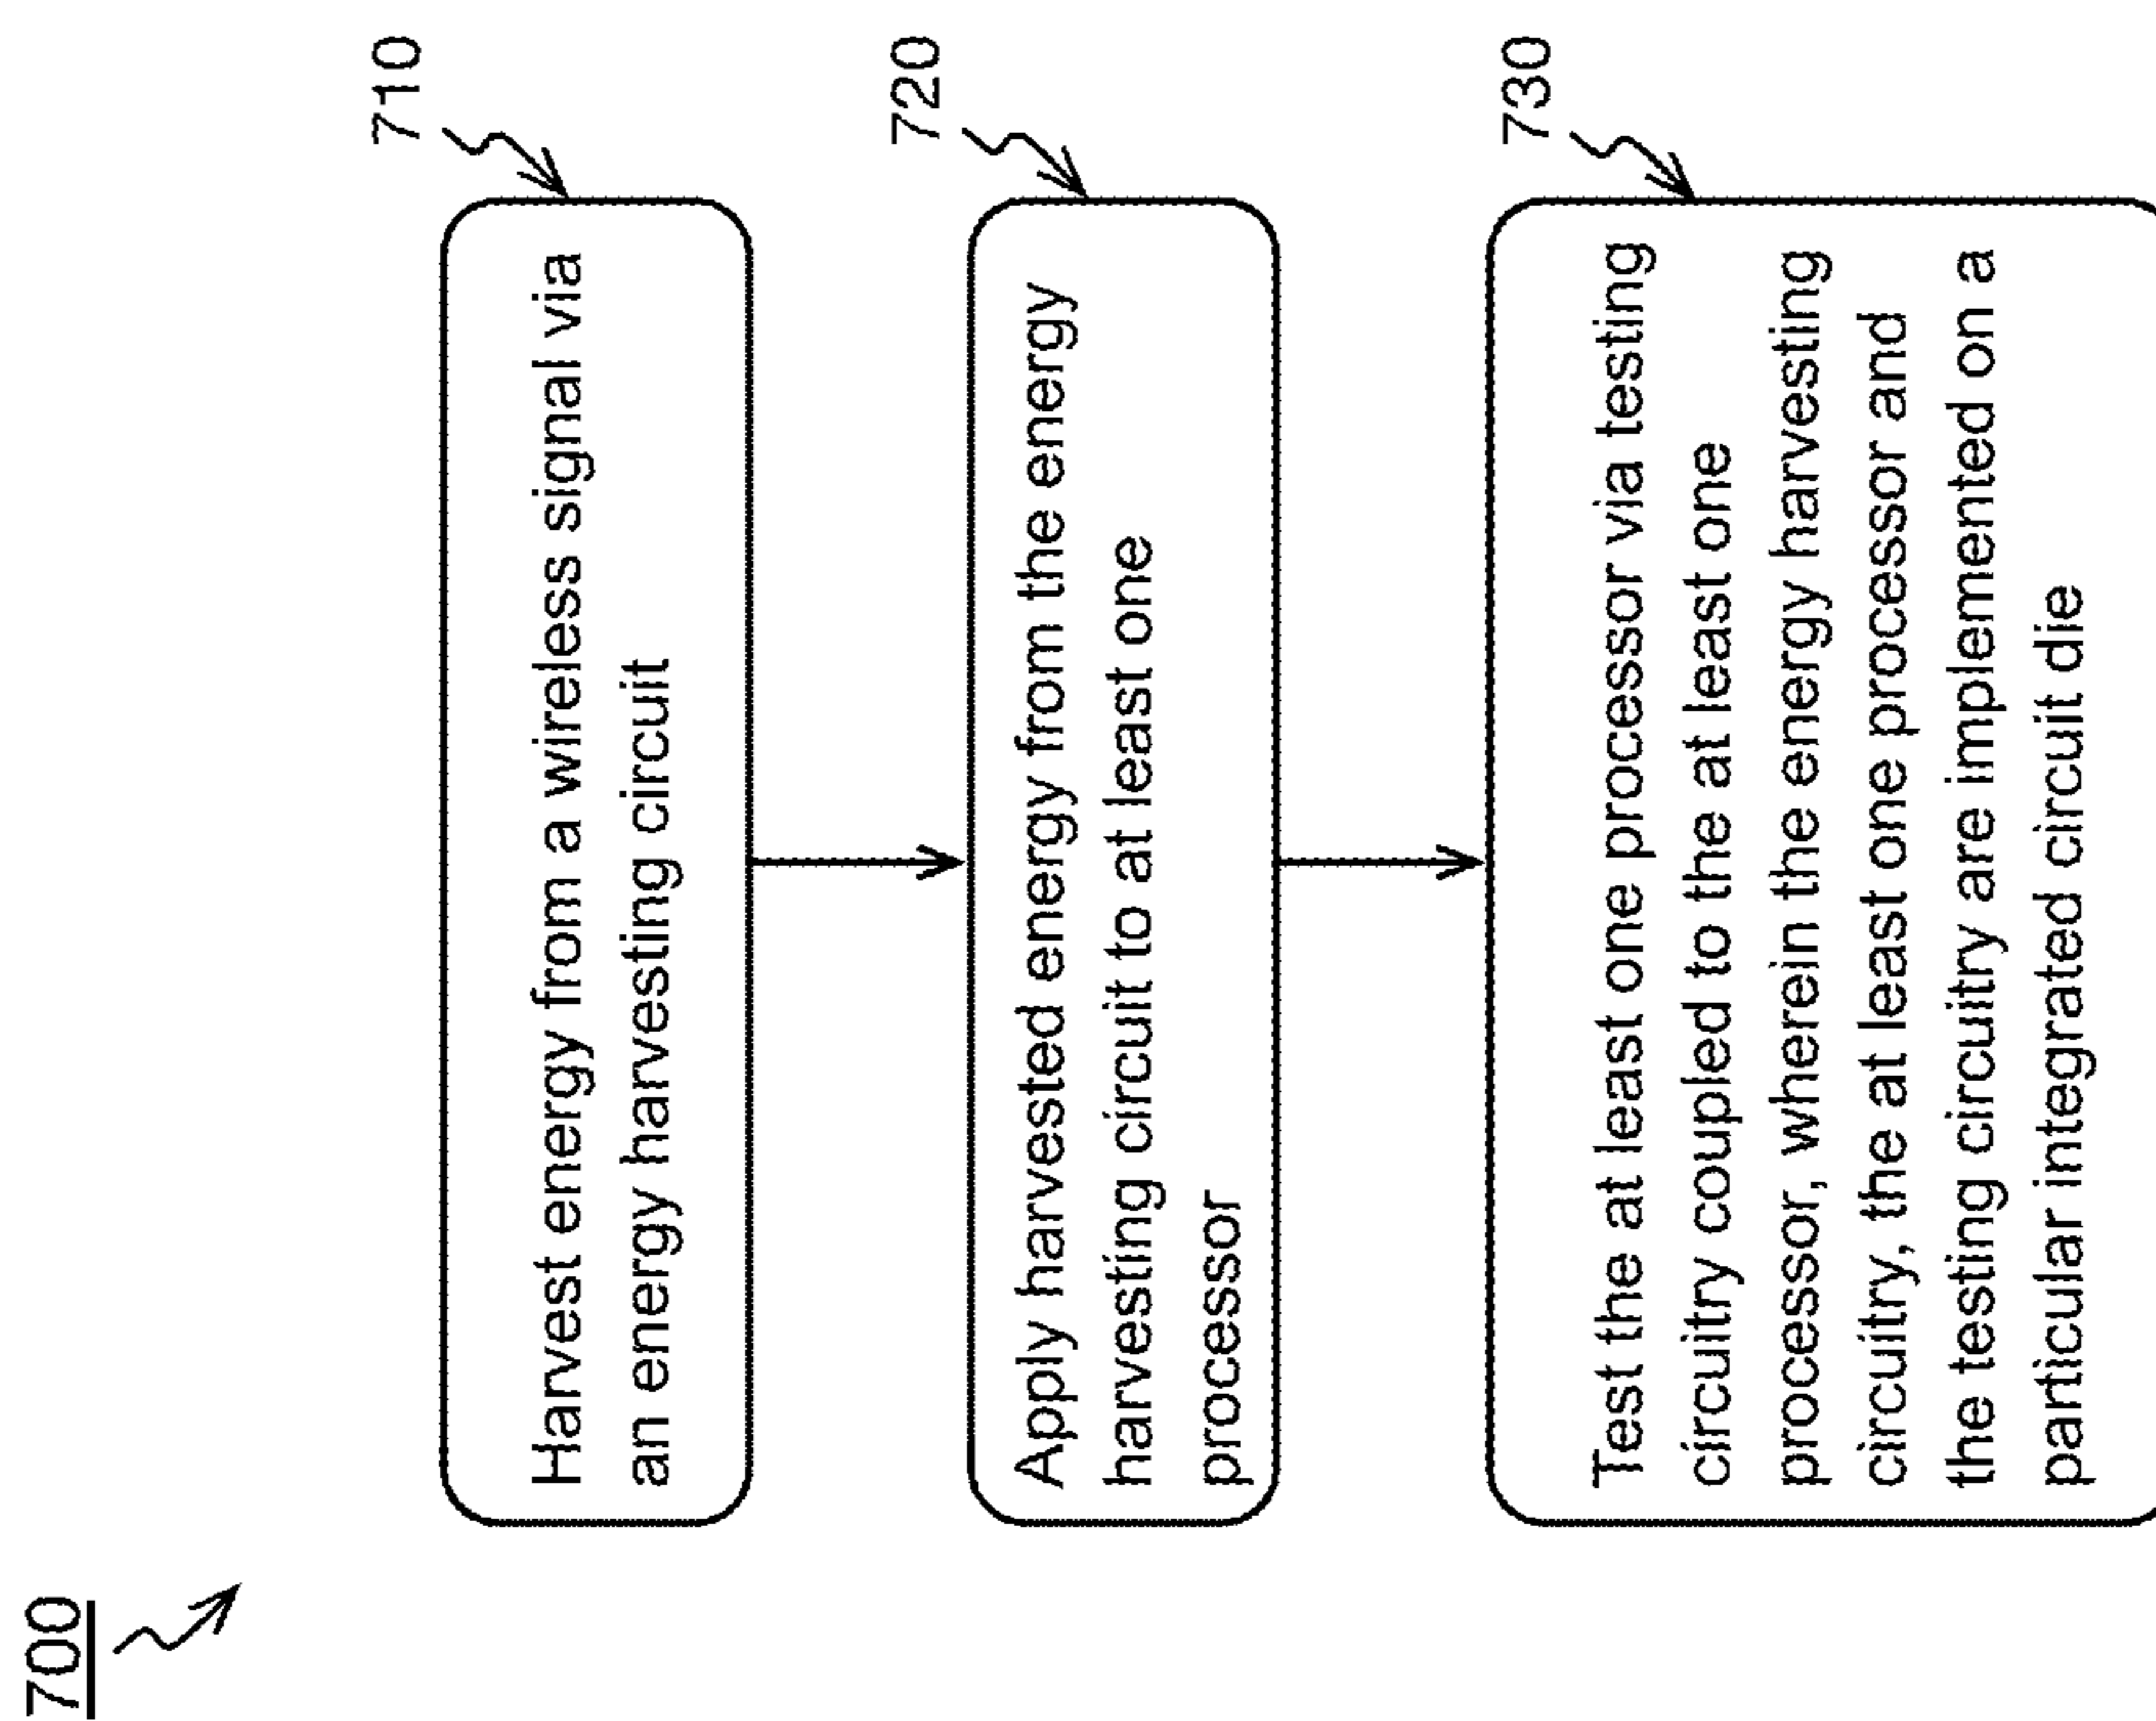 700
710
Harvest energy from a wireless signal via
an energy harvesting circuit
720
Apply harvested energy from the energy
harvesting circuit to at least one
processor
730
Test the at least one processor via testing
circuitry coupled to the at least one
processor, wherein the energy harvesting
circuitry, the at least one processor and
the testing circuitry are implemented on a
particular integrated circuit die